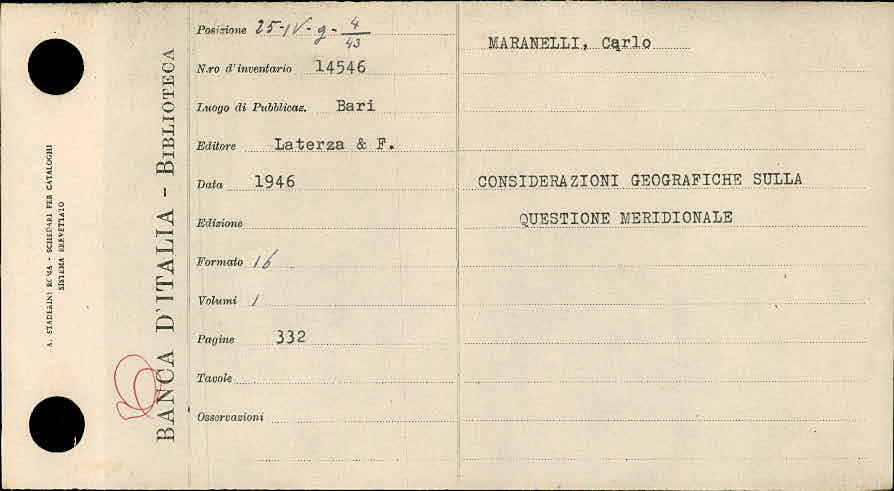 A. STADERINI ROMA - SCHEDARI PER CATALOGHI
SISTEMA BREVETTATO
BANCA D'ITALIA - BIBLIOTECA
Posizione 25-IV-g-4/43
N.ro d'inventario 14546
Luogo di Pubblicaz. Bari
Editore Laterza & F.
Data 1946
Edizione
Formato 16
Volumi 1
Pagine 332
Tavole
Osservazioni
MARANELLI, Carlo
CONSIDERAZIONI GEOGRAFICHE SULLA
QUESTIONE MERIDIONALE